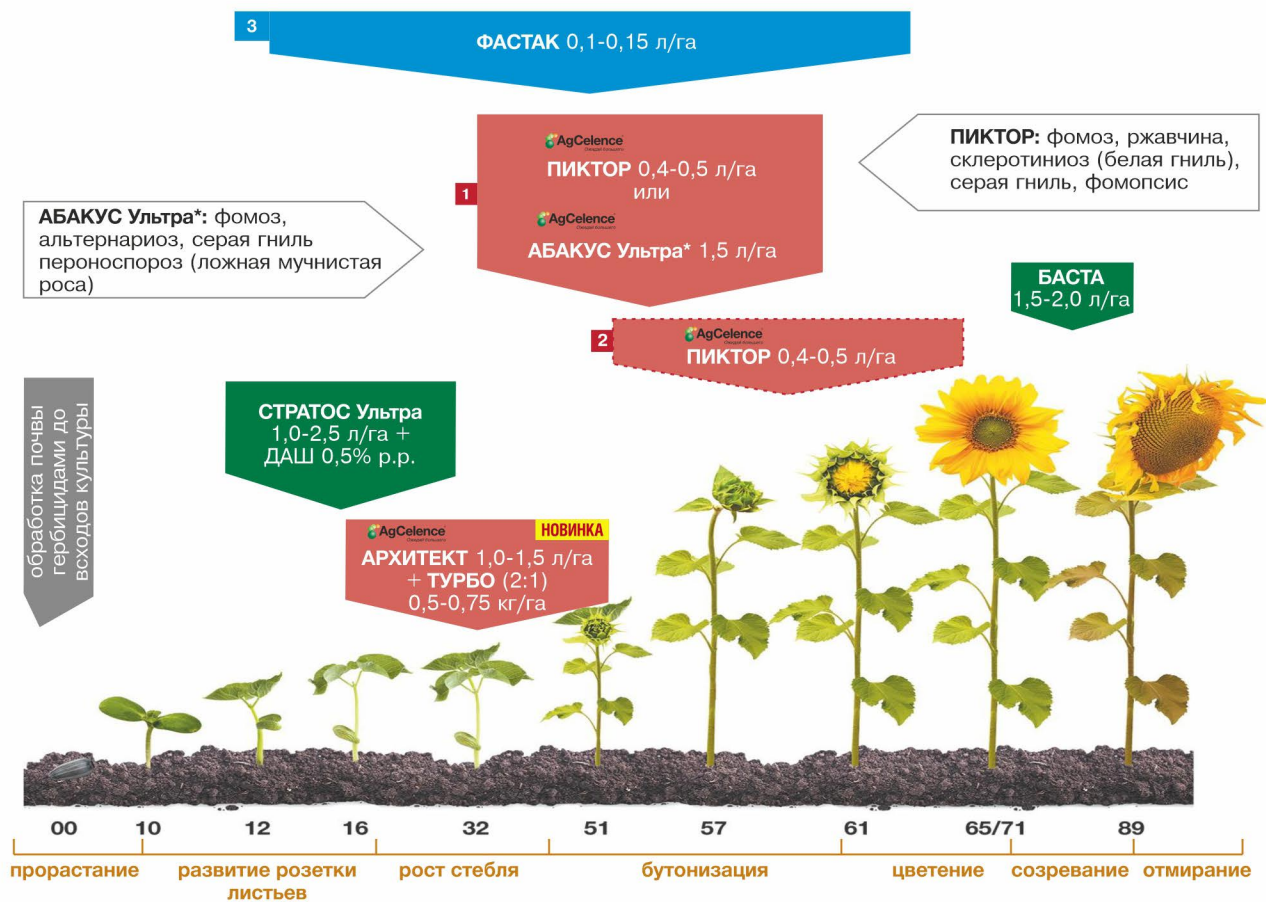 3
ФАСТАК 0,1-0,15 л/га
AgCelence
ПИКТОР 0,4-0,5 л/га
или
1
AgCelence
АБАКУС Ультра* 1,5 л/га
ПИКТОР: фомоз, ржавчина,
склеротиниоз (белая гниль),
серая гниль, фомопсис
АБАКУС Ультра*: фомоз,
альтернариоз, серая гниль
пероноспороз (ложная мучнистая
роса)
БАСТА
1,5-2,0 л/га
2
AgCelence
ПИКТОР 0,4-0,5 л/га
обработка почвы
гербицидами до
всходов культуры
СТРАТОС Ультра
1,0-2,5 л/га +
ДАШ 0,5% р.р.
AgCelence
НОВИНКА
АРХИТЕКТ 1,0-1,5 л/га
+ ТУРБО (2:1)
0,5-0,75 кг/га
00 10 12 16 32 51 57 61 65/71 89
прорастание развитие розетки рост стебля бутонизация цветение созревание отмирание
листьев